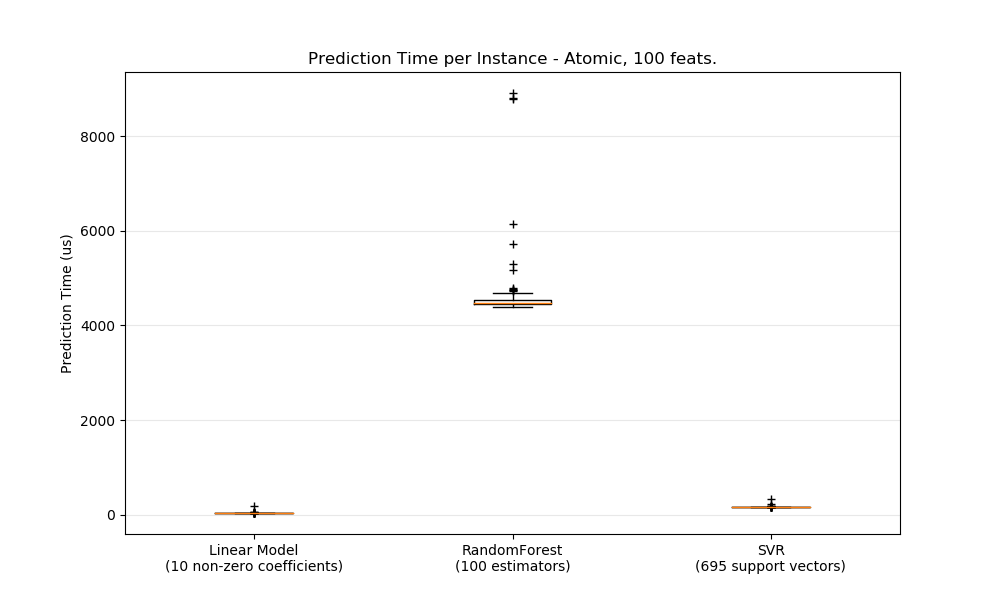 Prediction Time per Instance - Atomic, 100 feats.
Prediction Time (us)
8000
6000
4000
2000
0
Linear Model
(10 non-zero coefficients)
RandomForest
(100 estimators)
SVR
(695 support vectors)